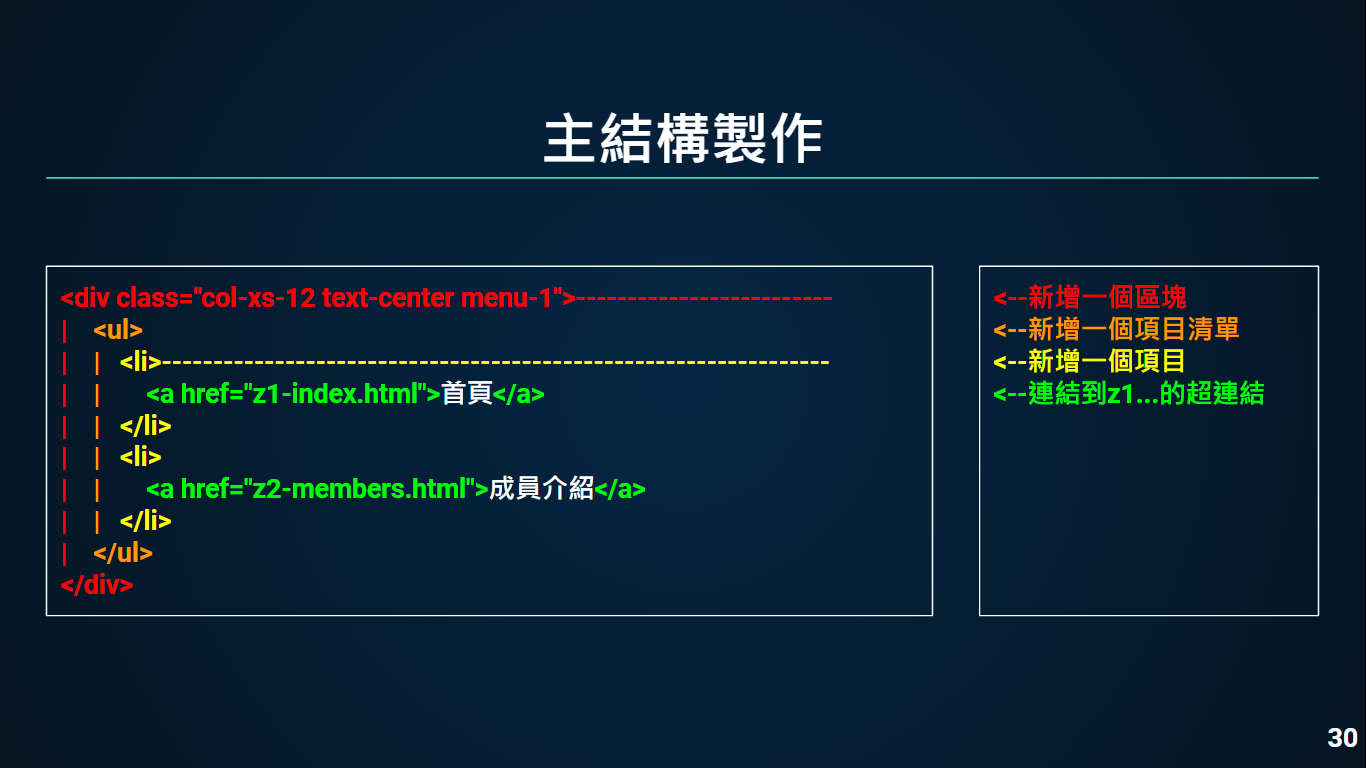 主結構製作
<div class="col-xs-12 text-center menu-1">-------------------------
| <ul>
| | <li>-----------------------------------------------------------------
| | <a href="z1-index.html">首頁</a>
| | </li>
| | <li>
| | <a href="z2-members.html">成員介紹</a>
| | </li>
| </ul>
</div>
<--新增一個區塊
<--新增一個項目清單
<--新增一個項目
<--連結到z1...的超連結
30